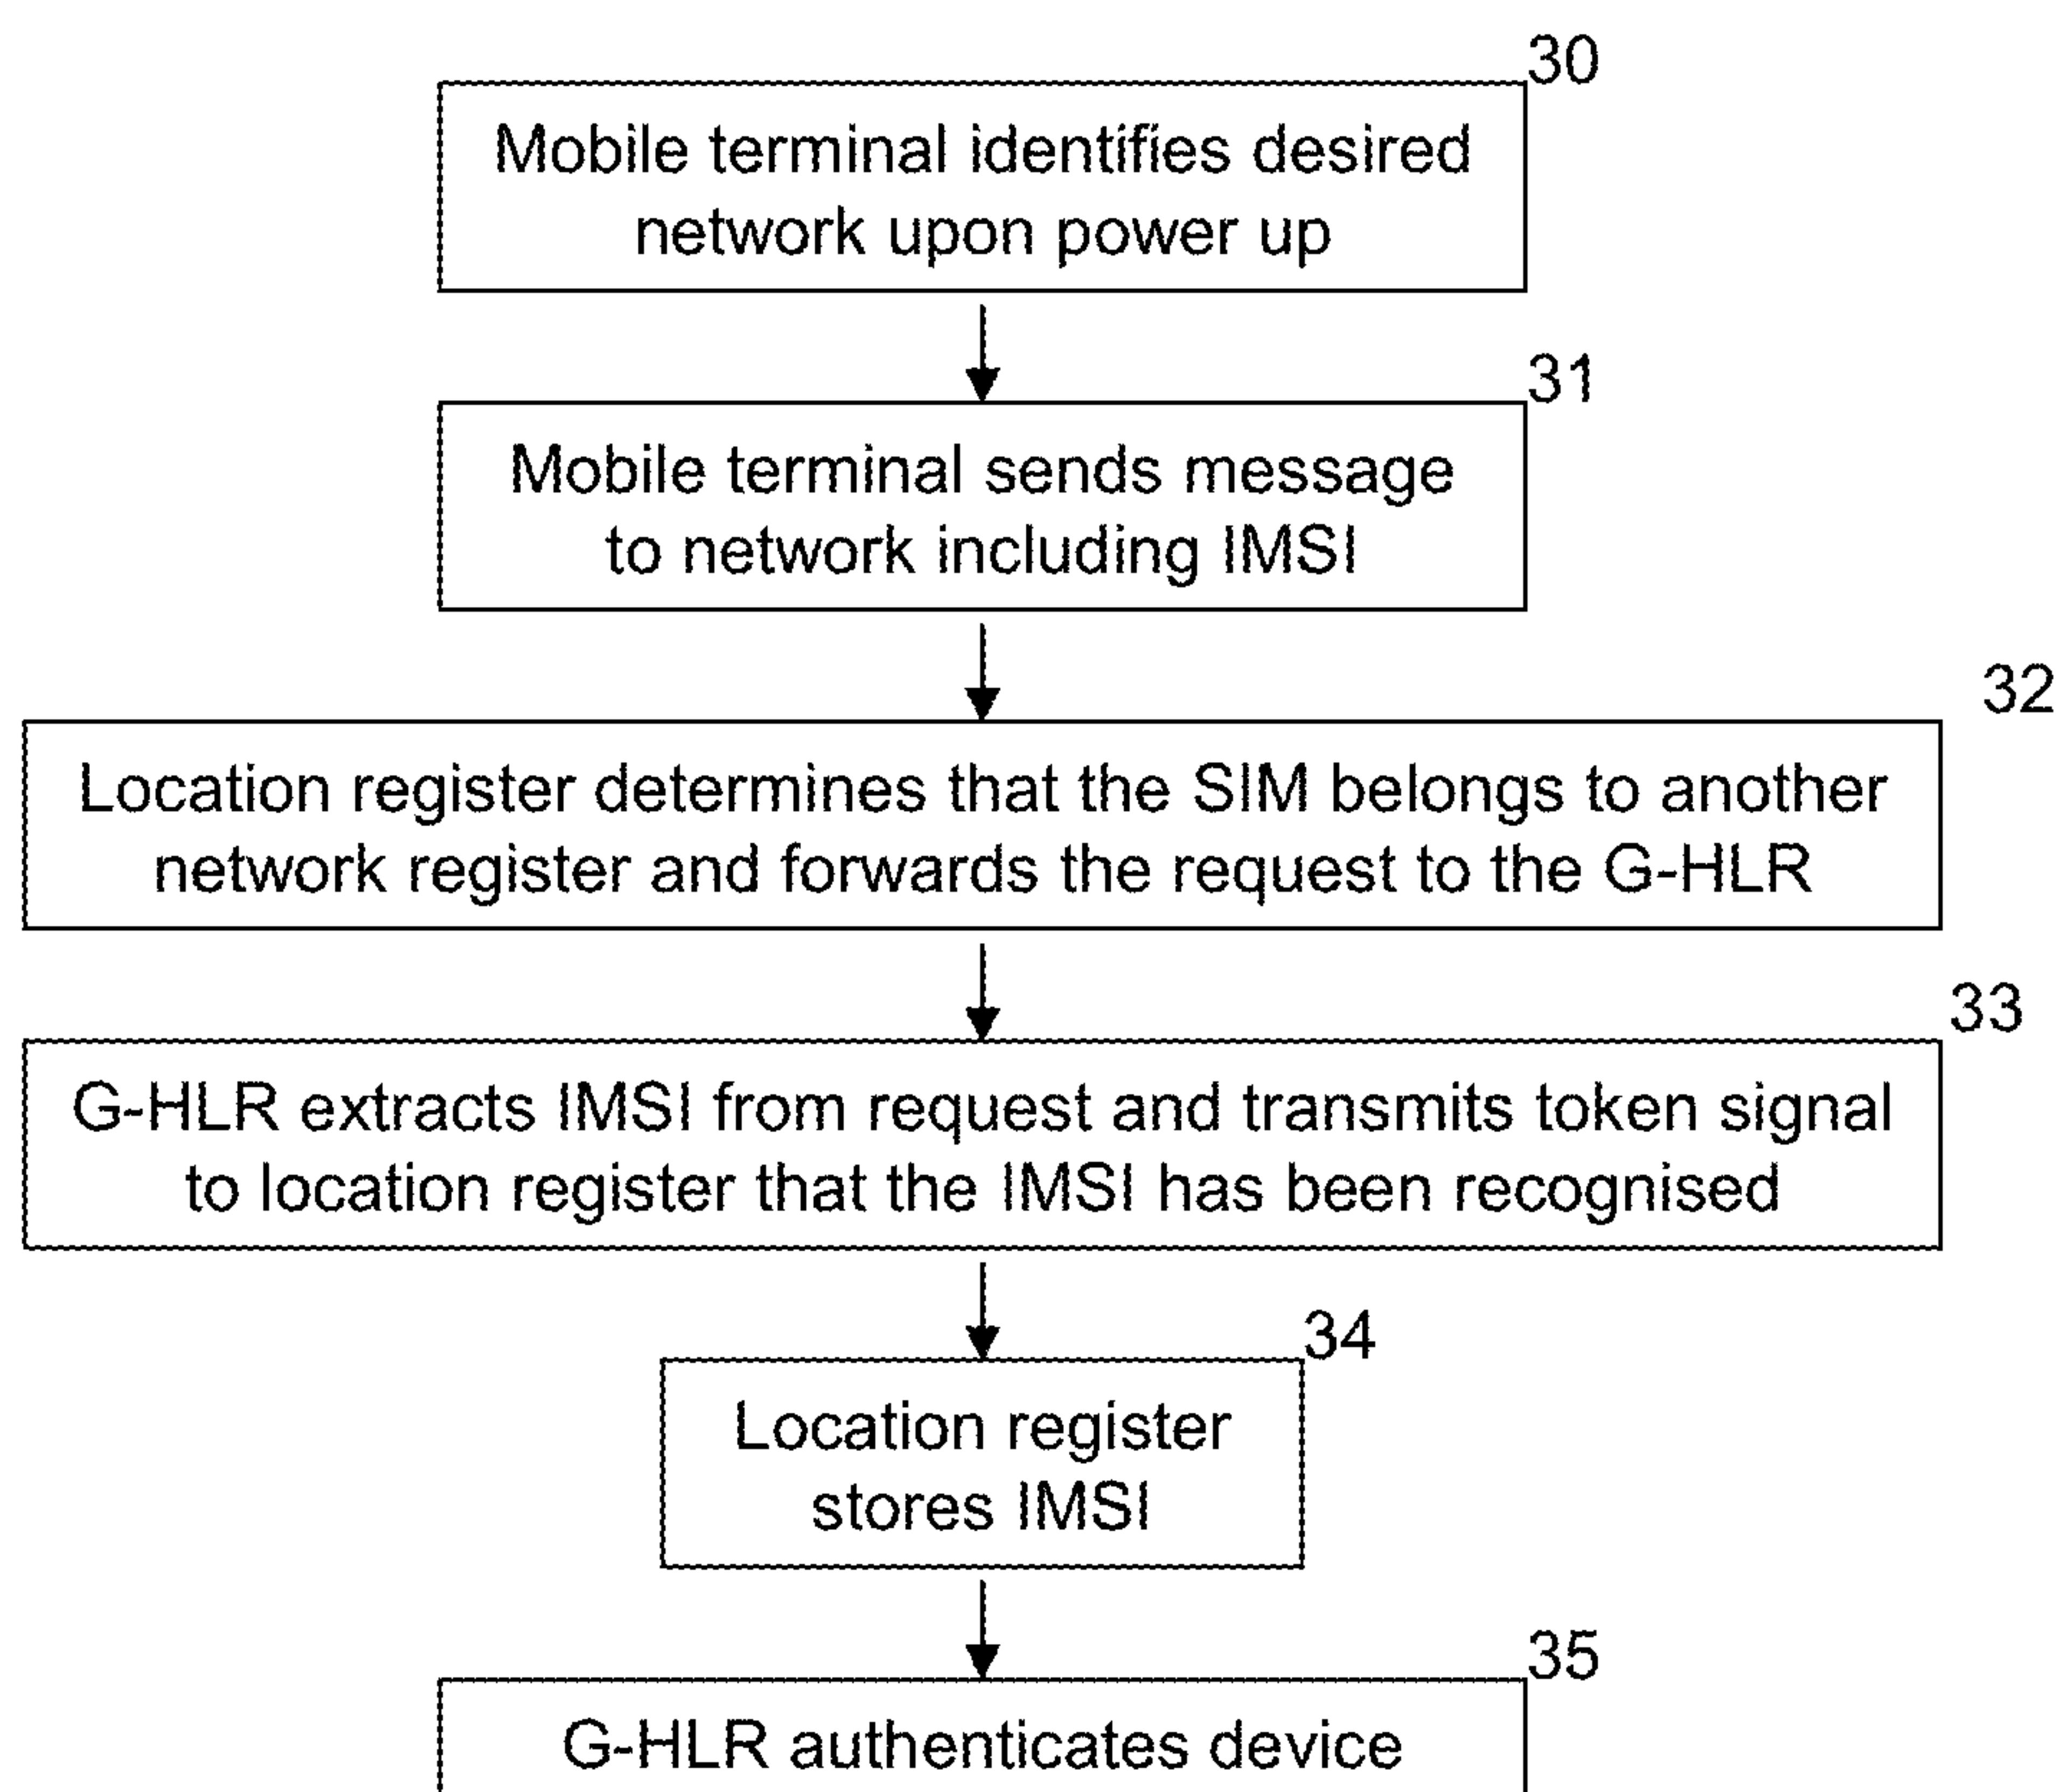 30
Mobile terminal identifies desired
network upon power up
31
Mobile terminal sends message
to network including IMSI
32
Location register determines that the SIM belongs to another
network register and forwards the request to the G-HLR
33
G-HLR extracts IMSI from request and transmits token signal
to location register that the IMSI has been recognised
34
Location register
stores IMSI
35
G-HLR authenticates device